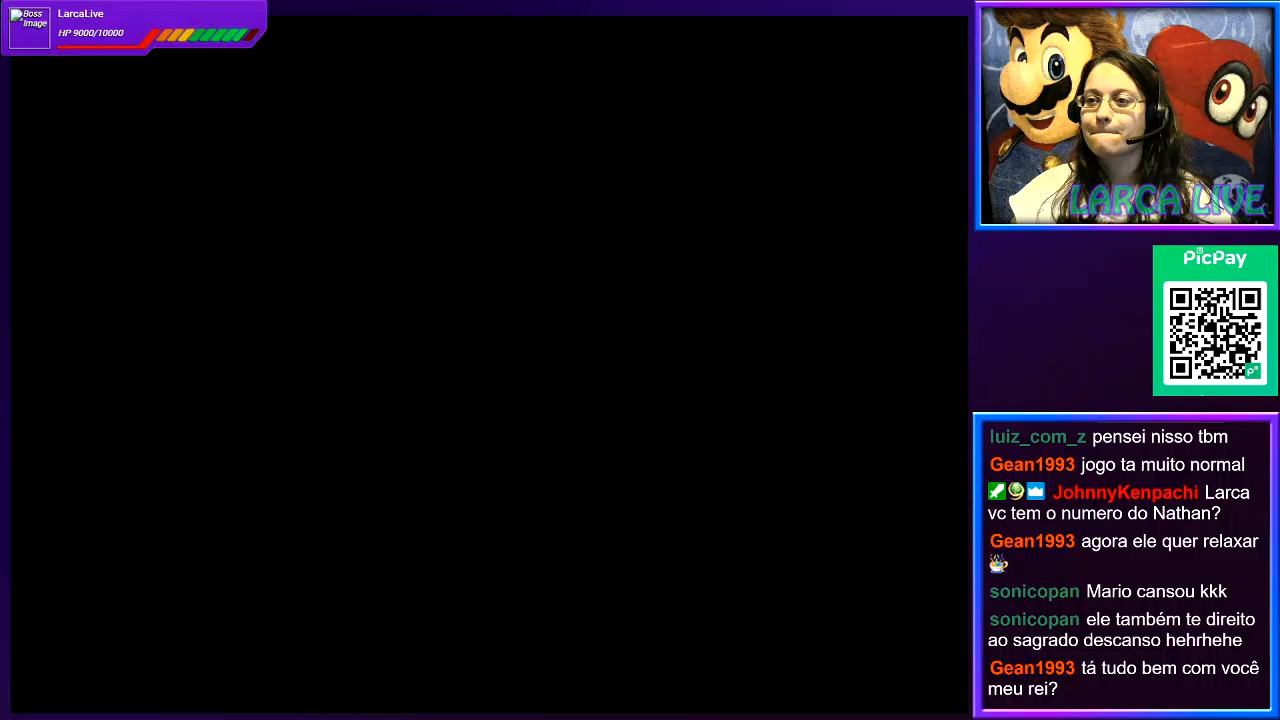 Boss
Image
LarcaLive
HP 9000/10000
LARCA LIVE
PicPay
luiz_com_z pensei nisso tbm
Gean1993 jogo ta muito normal
JohnnyKenpachi Larca
vc tem o numero do Nathan?
Gean1993 agora ele quer relaxar
sonicopan Mario cansou kkk
sonicopan ele também te direito
ao sagrado descanso hehrhehe
Gean1993 tá tudo bem com você
meu rei?